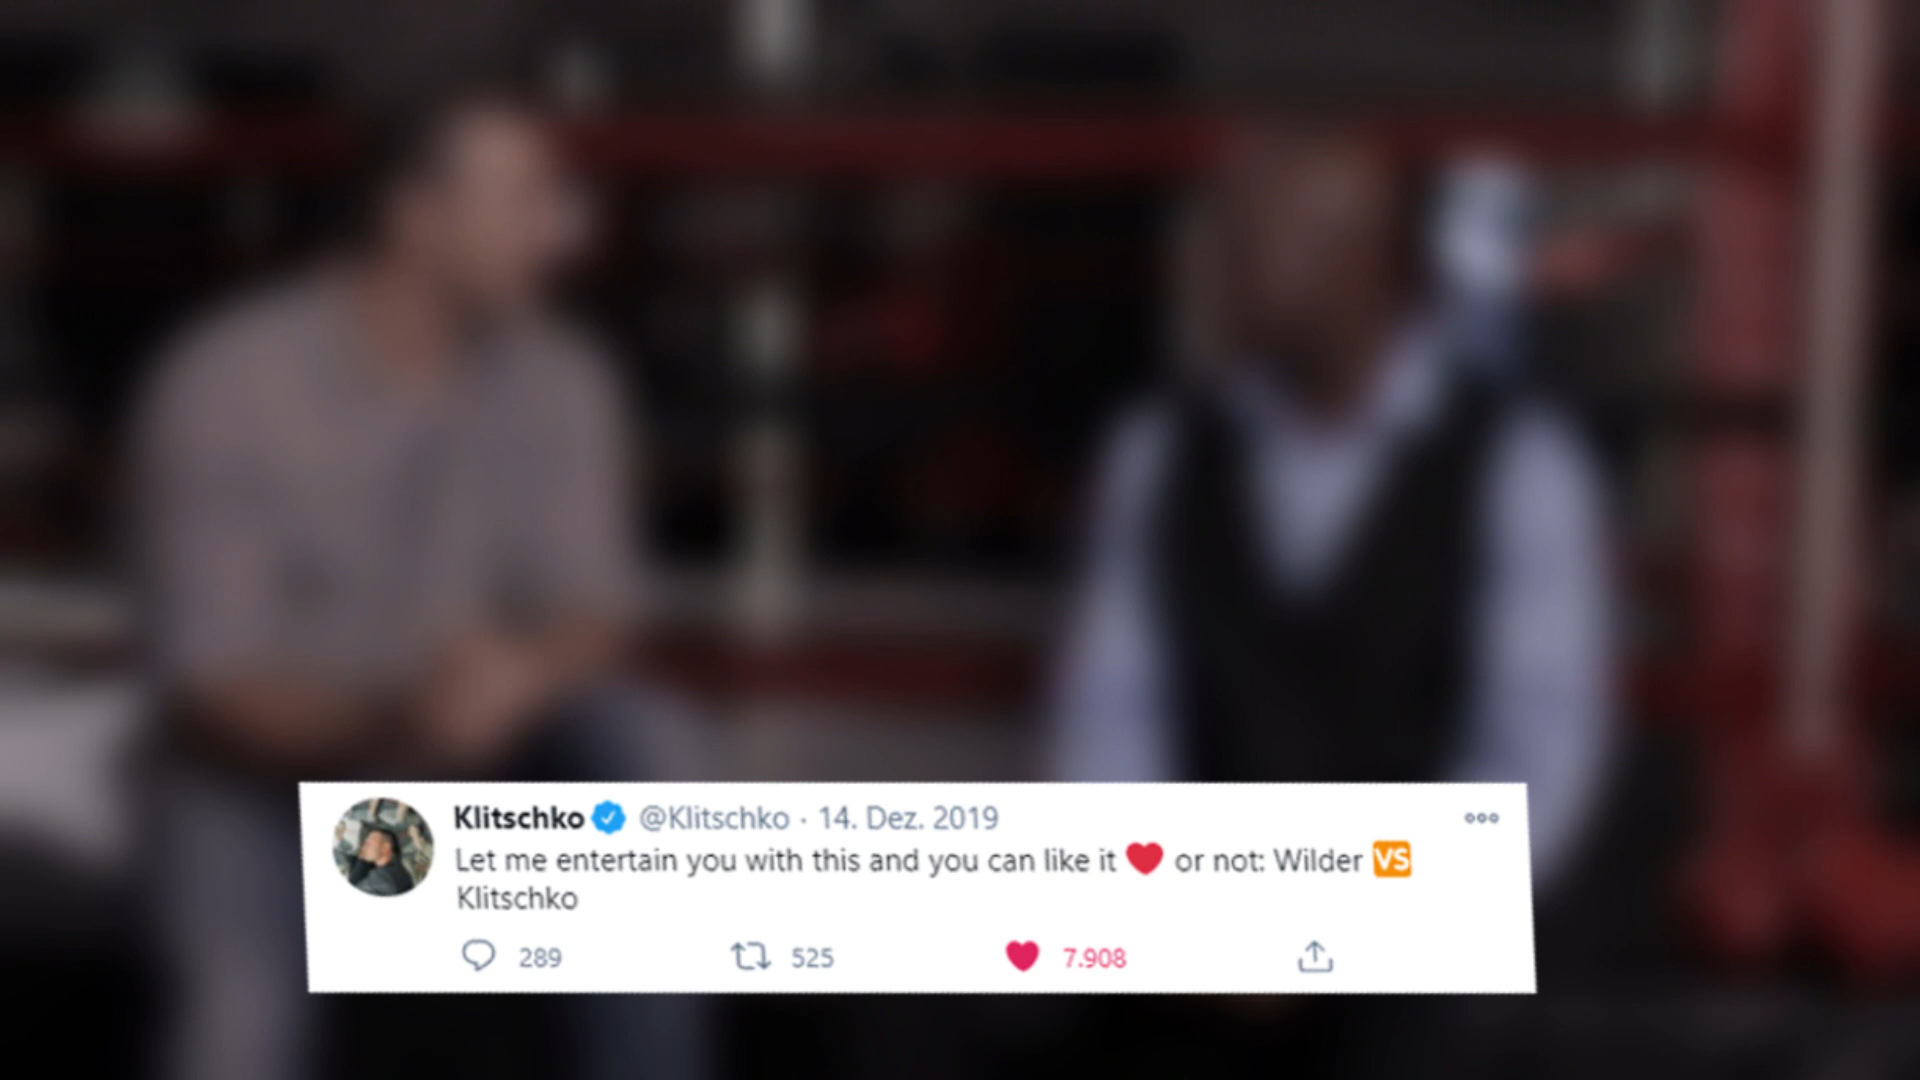 Klitschko @Klitschko · 14. Dez. 2019
Let me entertain you with this and you can like it ❤️ or not: Wilder 🆚
Klitschko
289 525 7.908